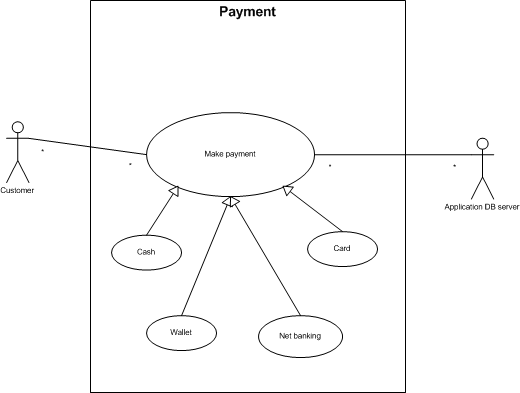 Payment
Make payment
*
*
*
*
Customer
Application DB server
Cash
Card
Wallet
Net banking